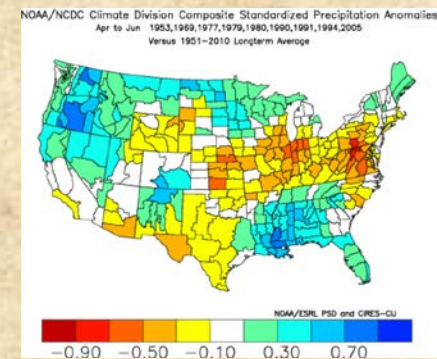 NOAA/NCDC Climate Division Composite Standardized Precipitation Anomalies
Apr to Jun 1953,1969,1977,1979,1980,1990,1991,1994,2005
Versus 1951-2010 Longterm Average
NOAA/ESRL PSD and CIRES-CU
-0.90 -0.50 -0.10 0.30 0.70